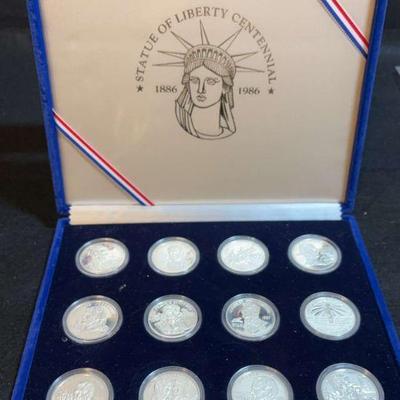 ★ STATUE OF LIBERTY CENTENNIAL ★
1886 1986